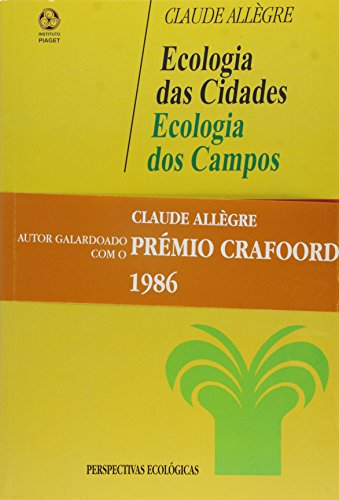 INSTITUTO
PIAGET
CLAUDE ALLÈGRE
Ecologia
das Cidades
Ecologia
dos Campos
CLAUDE ALLÈGRE
AUTOR GALARDOADO
COM O PRÉMIO CRAFOORD
1986
PERSPECTIVAS ECOLÓGICAS